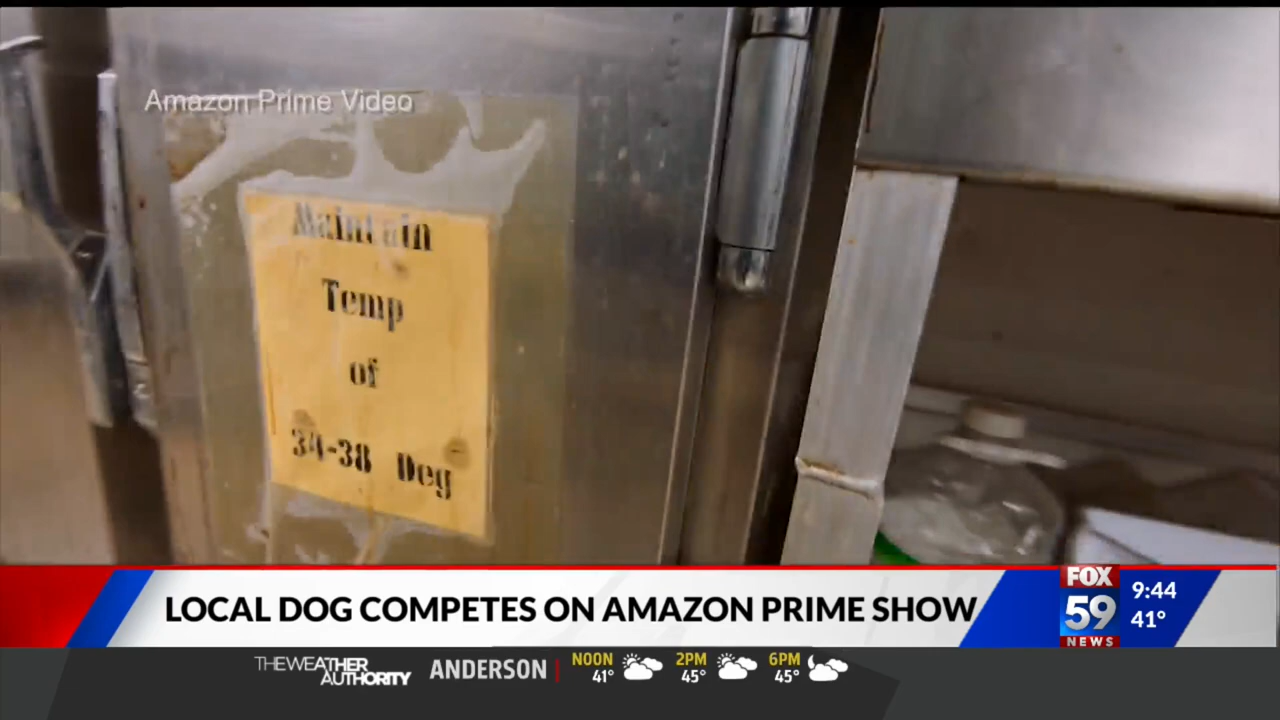 Amazon Prime Video
Maintain
Temp
of
34-38 Deg
LOCAL DOG COMPETES ON AMAZON PRIME SHOW
FOX
59
NEWS
9:44
41°
THE WEATHER
AUTHORITY
ANDERSON
NOON
41°
2PM
45°
6PM
45°